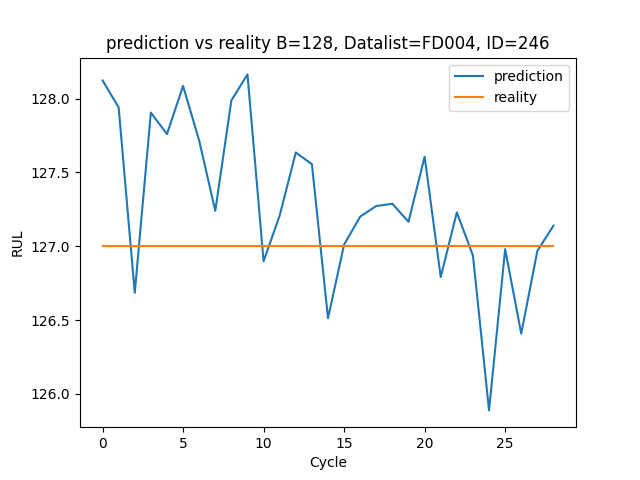 prediction vs reality B=128, Datalist=FD004, ID=246
prediction
reality
128.0
127.5
127.0
126.5
126.0
RUL
0 5 10 15 20 25
Cycle